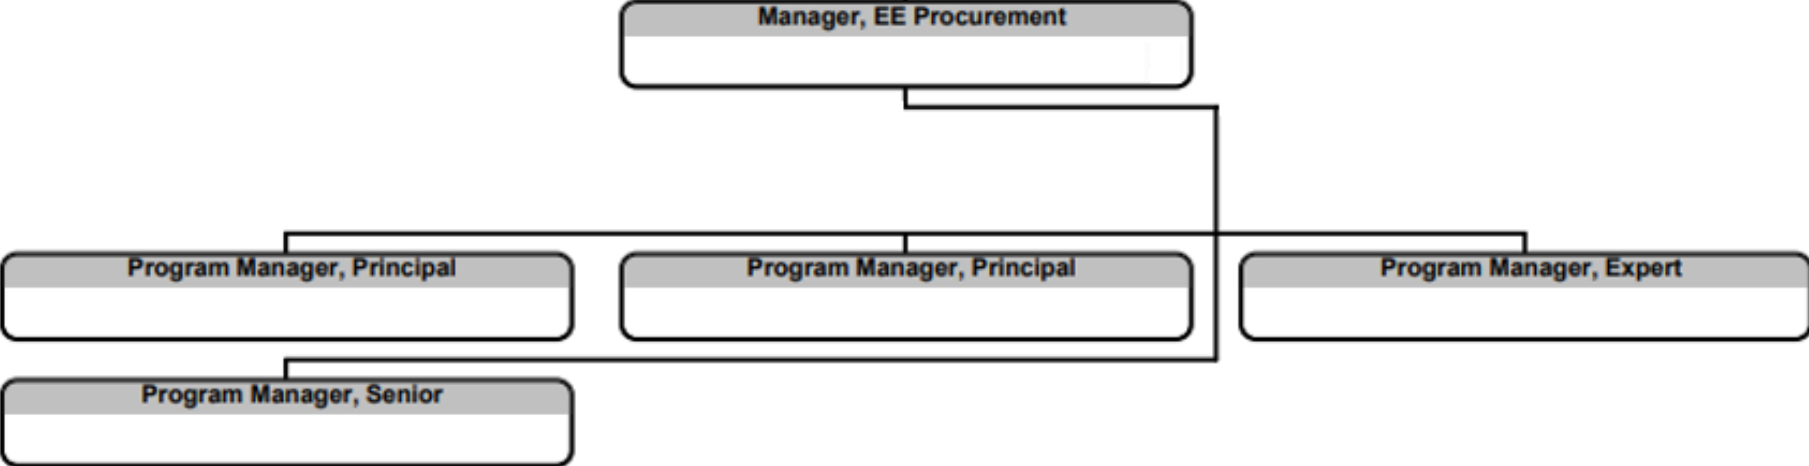 Manager, EE Procurement
Program Manager, Principal
Program Manager, Principal
Program Manager, Expert
Program Manager, Senior